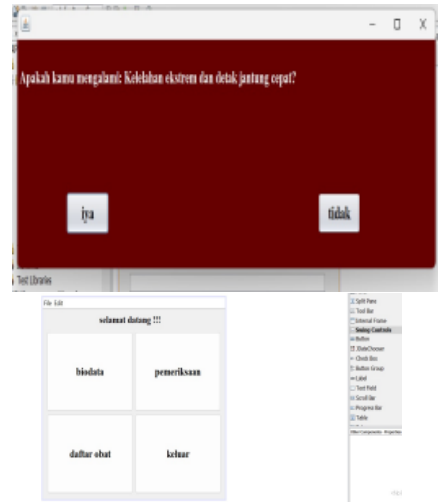 Apakah kamu mengalami: Kelelahan ekstrem dan detak jantung cepat?
iya
tidak
Test Libraries
File Edit
selamat datang !!!
biodata
pemeriksaan
daftar obat
keluar
Split Pane
Tool Bar
Internal Frame
Swing Controls
Button
Check Box
Button Group
Label
Text Field
Scroll Bar
Progress Bar
Table